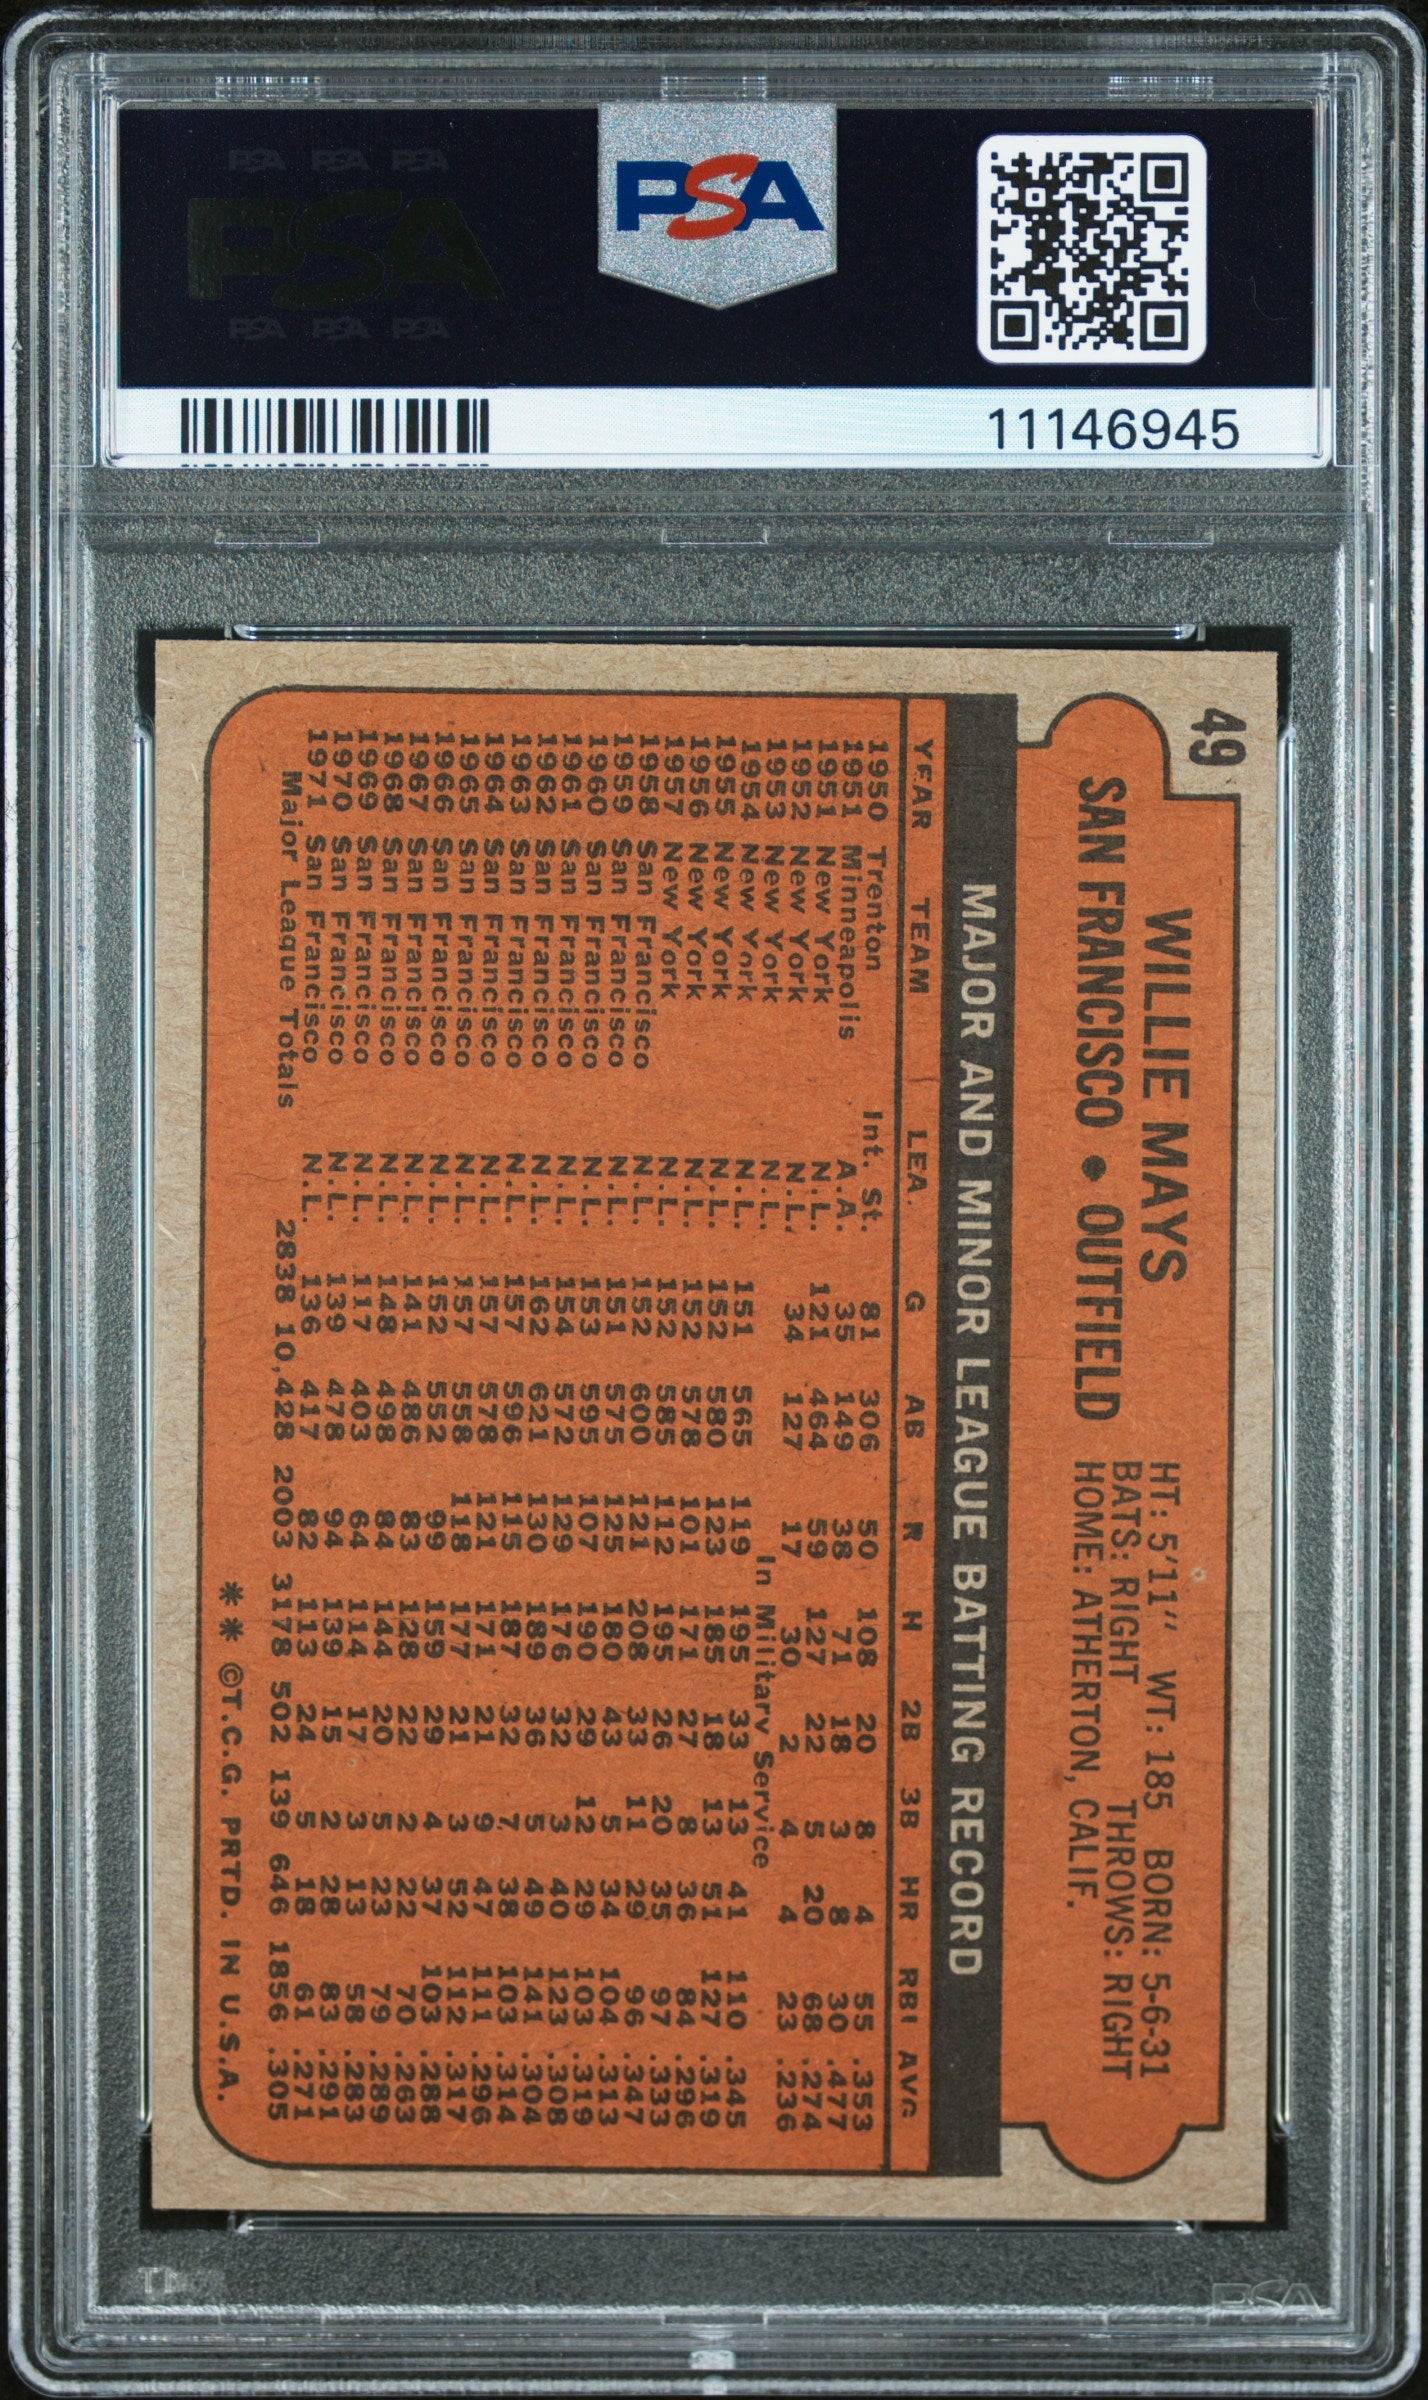 PSA PSA PSA
PSA
PSA PSA PSA
PSA
11146945
49
WILLIE MAYS
SAN FRANCISCO • OUTFIELD
HT: 5'11" WT: 185 BORN: 5-6-31
BATS: RIGHT THROWS: RIGHT
HOME: ATHERTON, CALIF.
MAJOR AND MINOR LEAGUE BATTING RECORD
YEAR TEAM LEA. G AB R H 2B 3B HR RBI AVG
1950 Trenton Int. St. 81 306 50 108 20 8 4 55 .353
1951 Minneapolis A.A. 35 149 38 71 18 3 8 30 .477
1951 New York N.L. 121 464 59 127 22 5 20 68 .274
1952 New York N.L. 34 127 17 30 2 4 4 23 .236
1953 New York N.L. In Military Service
1954 New York N.L. 151 565 119 195 33 13 41 110 .345
1955 New York N.L. 152 580 123 185 18 13 51 127 .319
1956 New York N.L. 152 578 101 171 27 8 36 84 .296
1957 New York N.L. 152 585 112 195 26 20 35 97 .333
1958 San Francisco N.L. 152 600 121 208 33 11 29 96 .347
1959 San Francisco N.L. 151 575 125 180 43 5 34 104 .313
1960 San Francisco N.L. 153 595 107 190 29 12 29 103 .319
1961 San Francisco N.L. 154 572 129 176 32 3 40 123 .308
1962 San Francisco N.L. 162 621 130 189 36 5 49 141 .304
1963 San Francisco N.L. 157 596 115 187 32 7 38 103 .314
1964 San Francisco N.L. 157 578 121 171 21 9 47 111 .296
1965 San Francisco N.L. 157 558 118 177 21 3 52 112 .317
1966 San Francisco N.L. 152 552 99 159 29 4 37 103 .288
1967 San Francisco N.L. 141 486 83 128 22 2 22 70 .263
1968 San Francisco N.L. 148 498 84 144 20 5 23 79 .289
1969 San Francisco N.L. 117 403 64 114 17 3 13 58 .283
1970 San Francisco N.L. 139 478 94 139 15 2 28 83 .291
1971 San Francisco N.L. 136 417 82 113 24 5 18 61 .271
Major League Totals 2838 10,428 2003 3178 502 139 646 1856 .305
** ©T.C.G. PRTD. IN U.S.A.
PSA